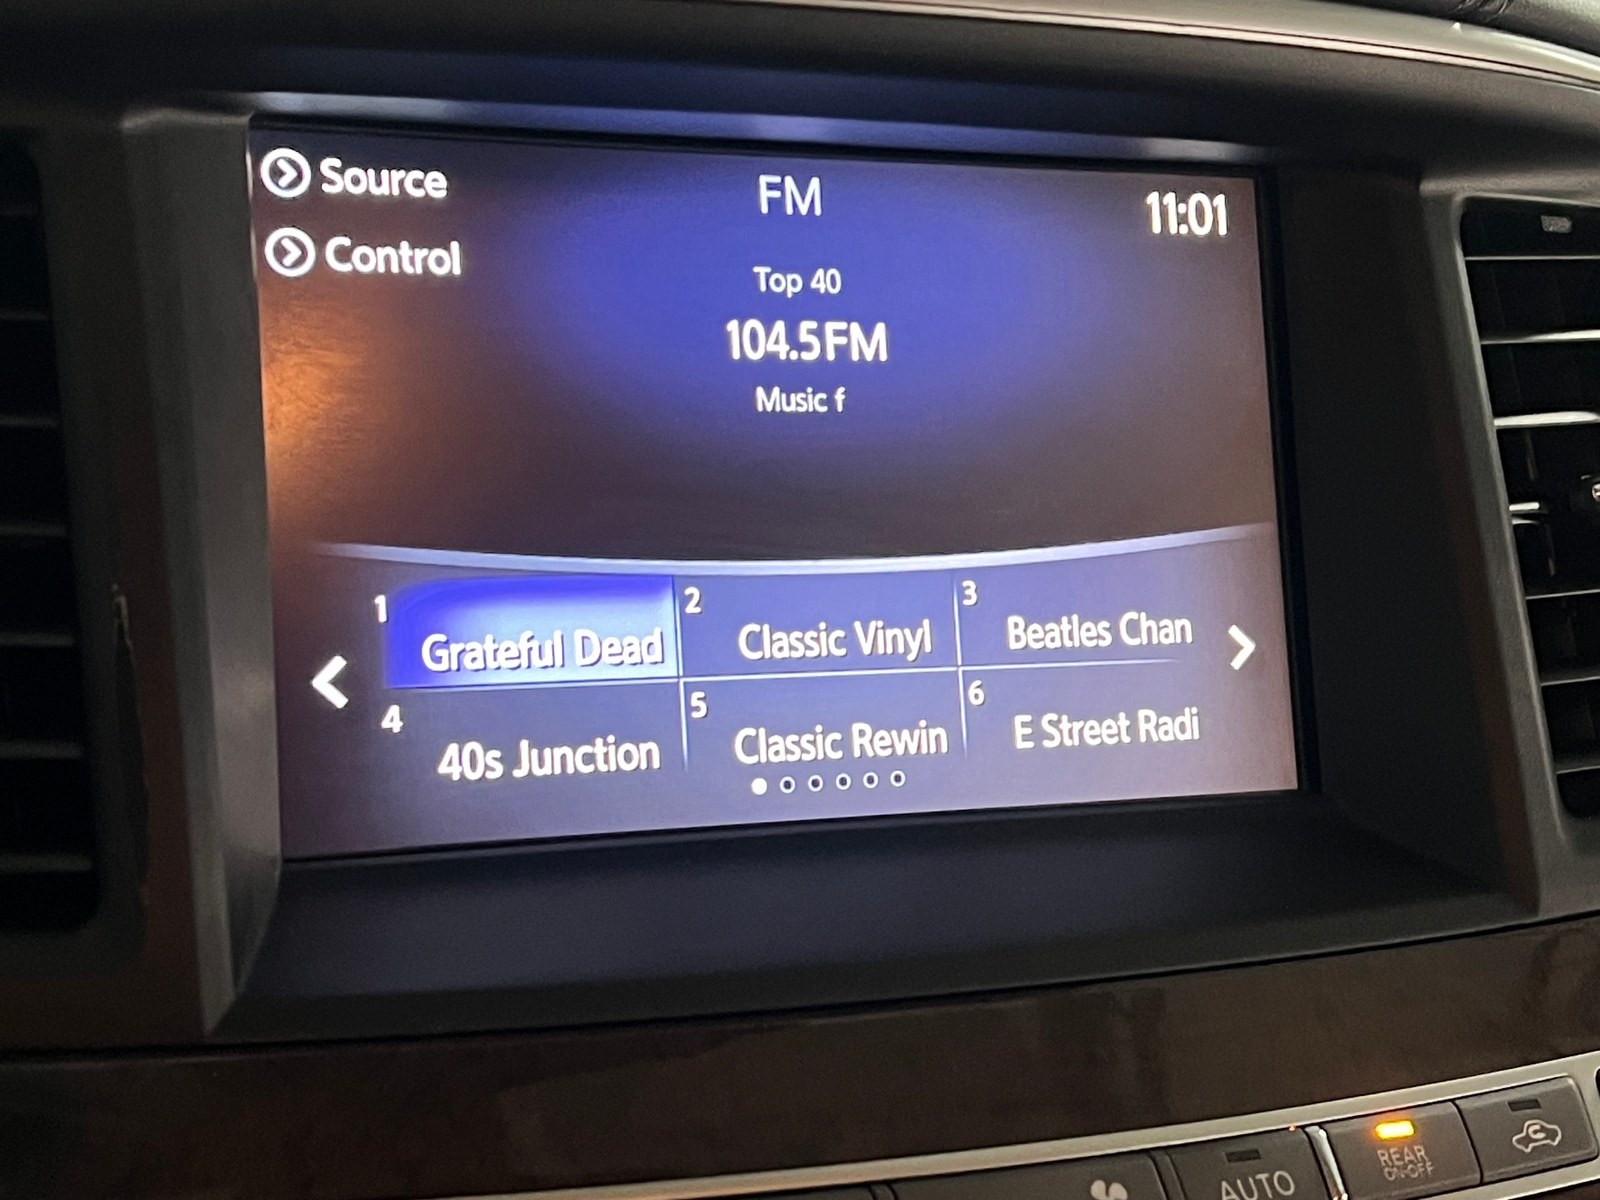 Source
FM
11:01
Control
Top 40
104.5FM
Music f
1 Grateful Dead
2 Classic Vinyl
3 Beatles Chan
4 40s Junction
5 Classic Rewin
6 E Street Radi
AUTO
REAR
ON·OFF